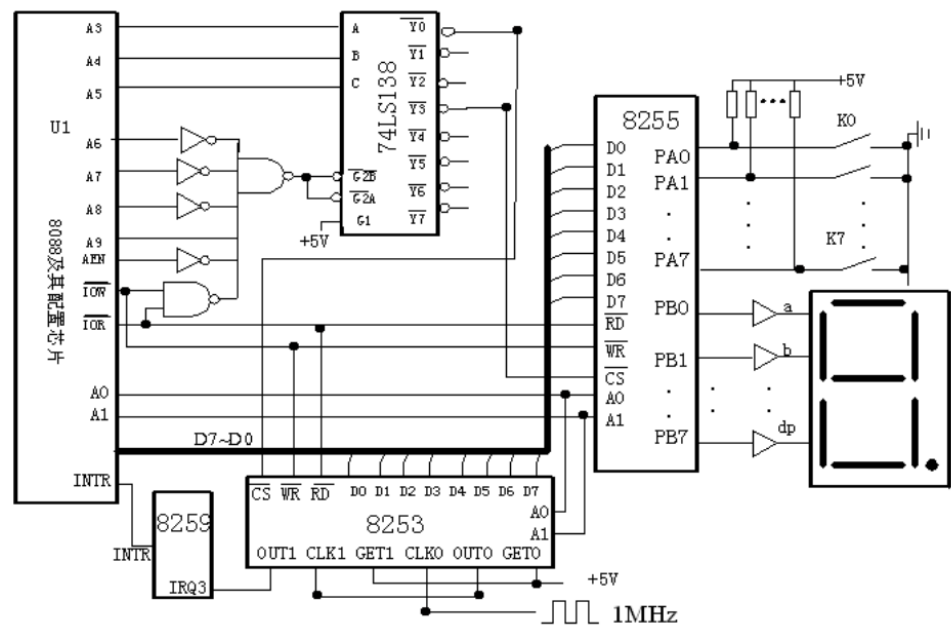 U1
8088及其配置芯片
A3
A4
A5
A6
A7
A8
A9
AEN
IOW
IOR
A0
A1
INTR
A
B
C
74LS138
G2B
G2A
G1
+5V
Y0
Y1
Y2
Y3
Y4
Y5
Y6
Y7
8255
D0
D1
D2
D3
D4
D5
D6
D7
RD
WR
CS
A0
A1
PA0
PA1
PA7
PB0
PB1
PB7
+5V
K0
K7
a
b
dp
D7~D0
CS WR RD D0 D1 D2 D3 D4 D5 D6 D7
A0
8253
A1
OUT1 CLK1 GET1 CLK0 OUT0 GET0
8259
INTR
IRQ3
+5V
1MHz